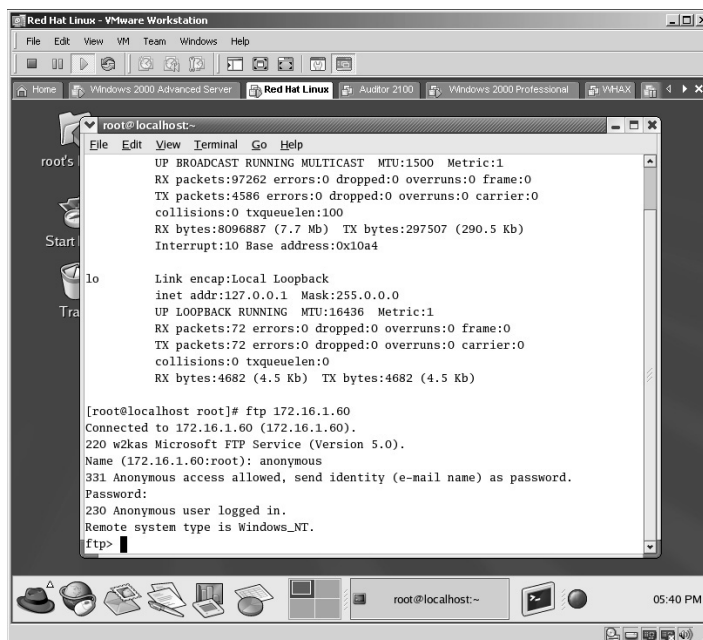 Red Hat Linux - VMware Workstation
File Edit View VM Team Windows Help
Home Windows 2000 Advanced Server Red Hat Linux Auditor 2100 Windows 2000 Professional WHAX
root's
Start
Tra
root@localhost:~
File Edit View Terminal Go Help
UP BROADCAST RUNNING MULTICAST MTU:1500 Metric:1
RX packets:97262 errors:0 dropped:0 overruns:0 frame:0
TX packets:4586 errors:0 dropped:0 overruns:0 carrier:0
collisions:0 txqueuelen:100
RX bytes:8096887 (7.7 Mb) TX bytes:297507 (290.5 Kb)
Interrupt:10 Base address:0x10a4
lo Link encap:Local Loopback
inet addr:127.0.0.1 Mask:255.0.0.0
UP LOOPBACK RUNNING MTU:16436 Metric:1
RX packets:72 errors:0 dropped:0 overruns:0 frame:0
TX packets:72 errors:0 dropped:0 overruns:0 carrier:0
collisions:0 txqueuelen:0
RX bytes:4682 (4.5 Kb) TX bytes:4682 (4.5 Kb)
[root@localhost root]# ftp 172.16.1.60
Connected to 172.16.1.60 (172.16.1.60).
220 w2kas Microsoft FTP Service (Version 5.0).
Name (172.16.1.60:root): anonymous
331 Anonymous access allowed, send identity (e-mail name) as password.
Password:
230 Anonymous user logged in.
Remote system type is Windows_NT.
ftp>
root@localhost:~
05:40 PM